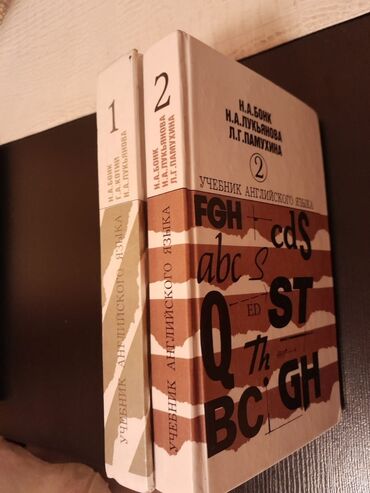 1
Н.А.БОНК
Г.А.КОТИЙ
Н.А.ЛУКЬЯНОВА
УЧЕБНИК АНГЛИЙСКОГО ЯЗЫКА
2
Н.А.БОНК
Н.А.ЛУКЬЯНОВА
Л.Г.ПАМУХИНА
УЧЕБНИК АНГЛИЙСКОГО ЯЗЫКА
Н.А.БОНК
Н.А.ЛУКЬЯНОВА
Л.Г.ПАМУХИНА
2
УЧЕБНИК АНГЛИЙСКОГО ЯЗЫКА
FGH edS
abc S
Q ED ST
Th
BC GH